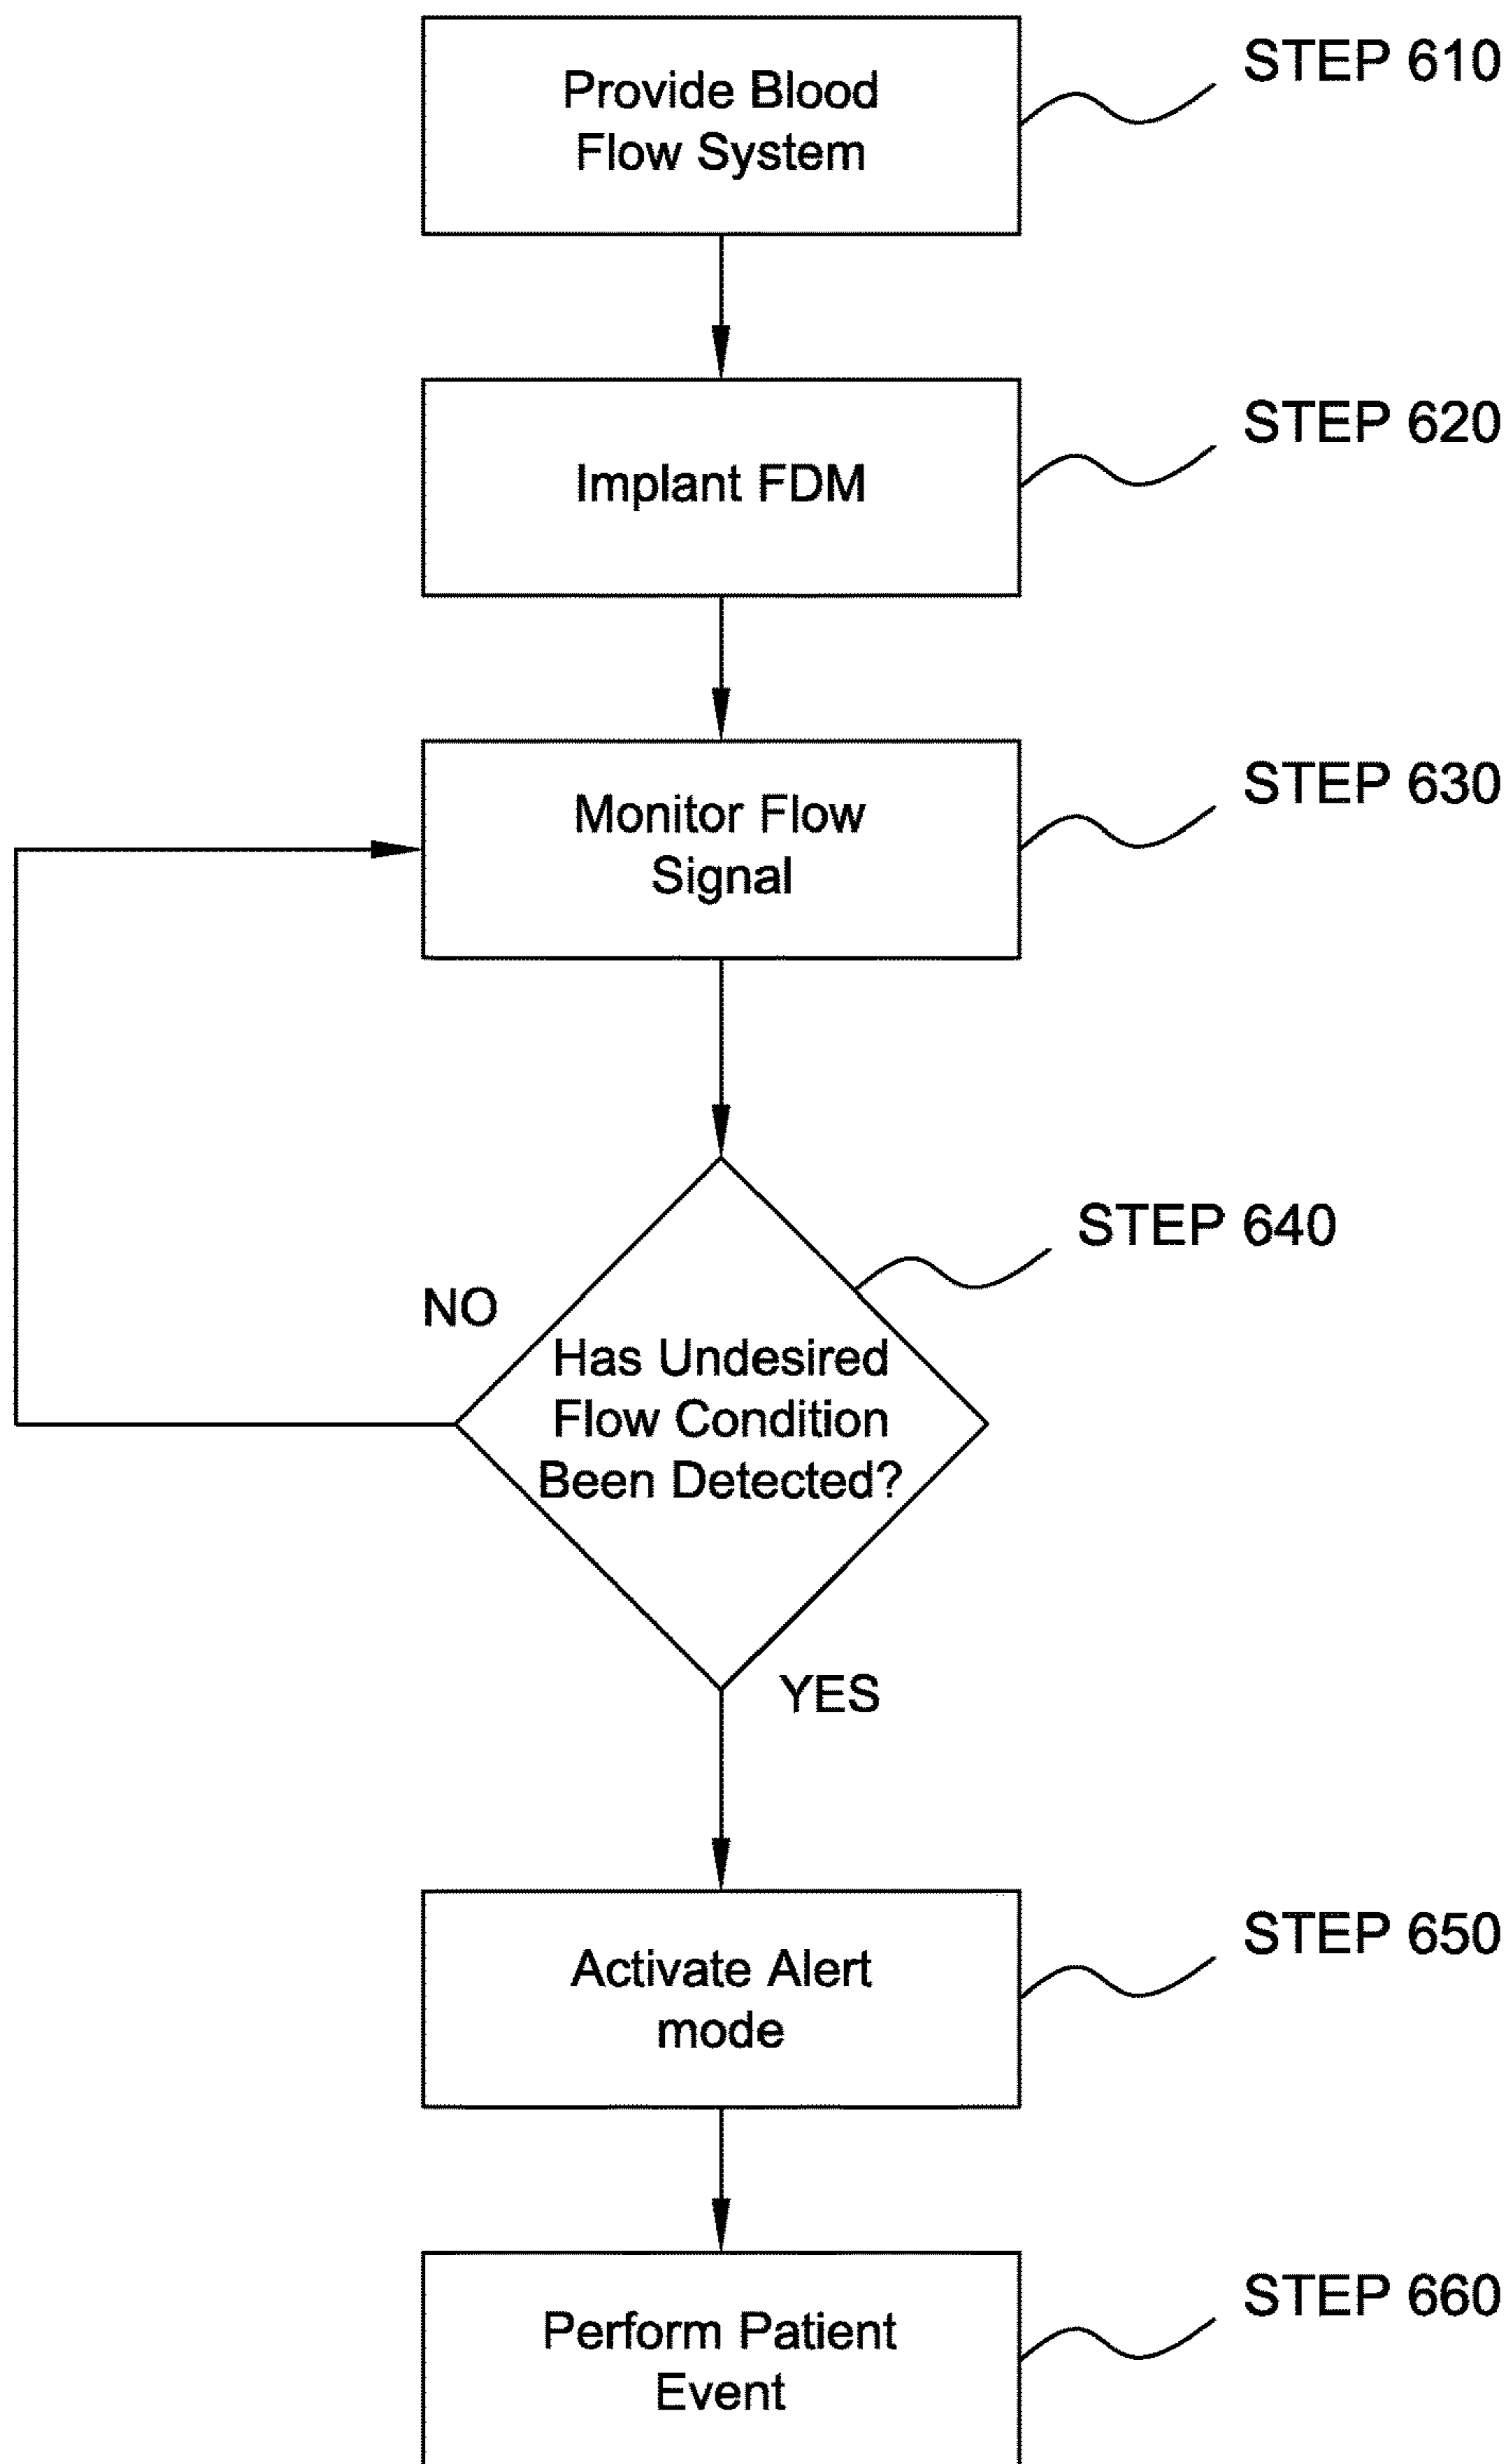 Provide Blood
Flow System
STEP 610
Implant FDM
STEP 620
Monitor Flow
Signal
STEP 630
STEP 640
NO
Has Undesired
Flow Condition
Been Detected?
YES
Activate Alert
mode
STEP 650
Perform Patient
Event
STEP 660